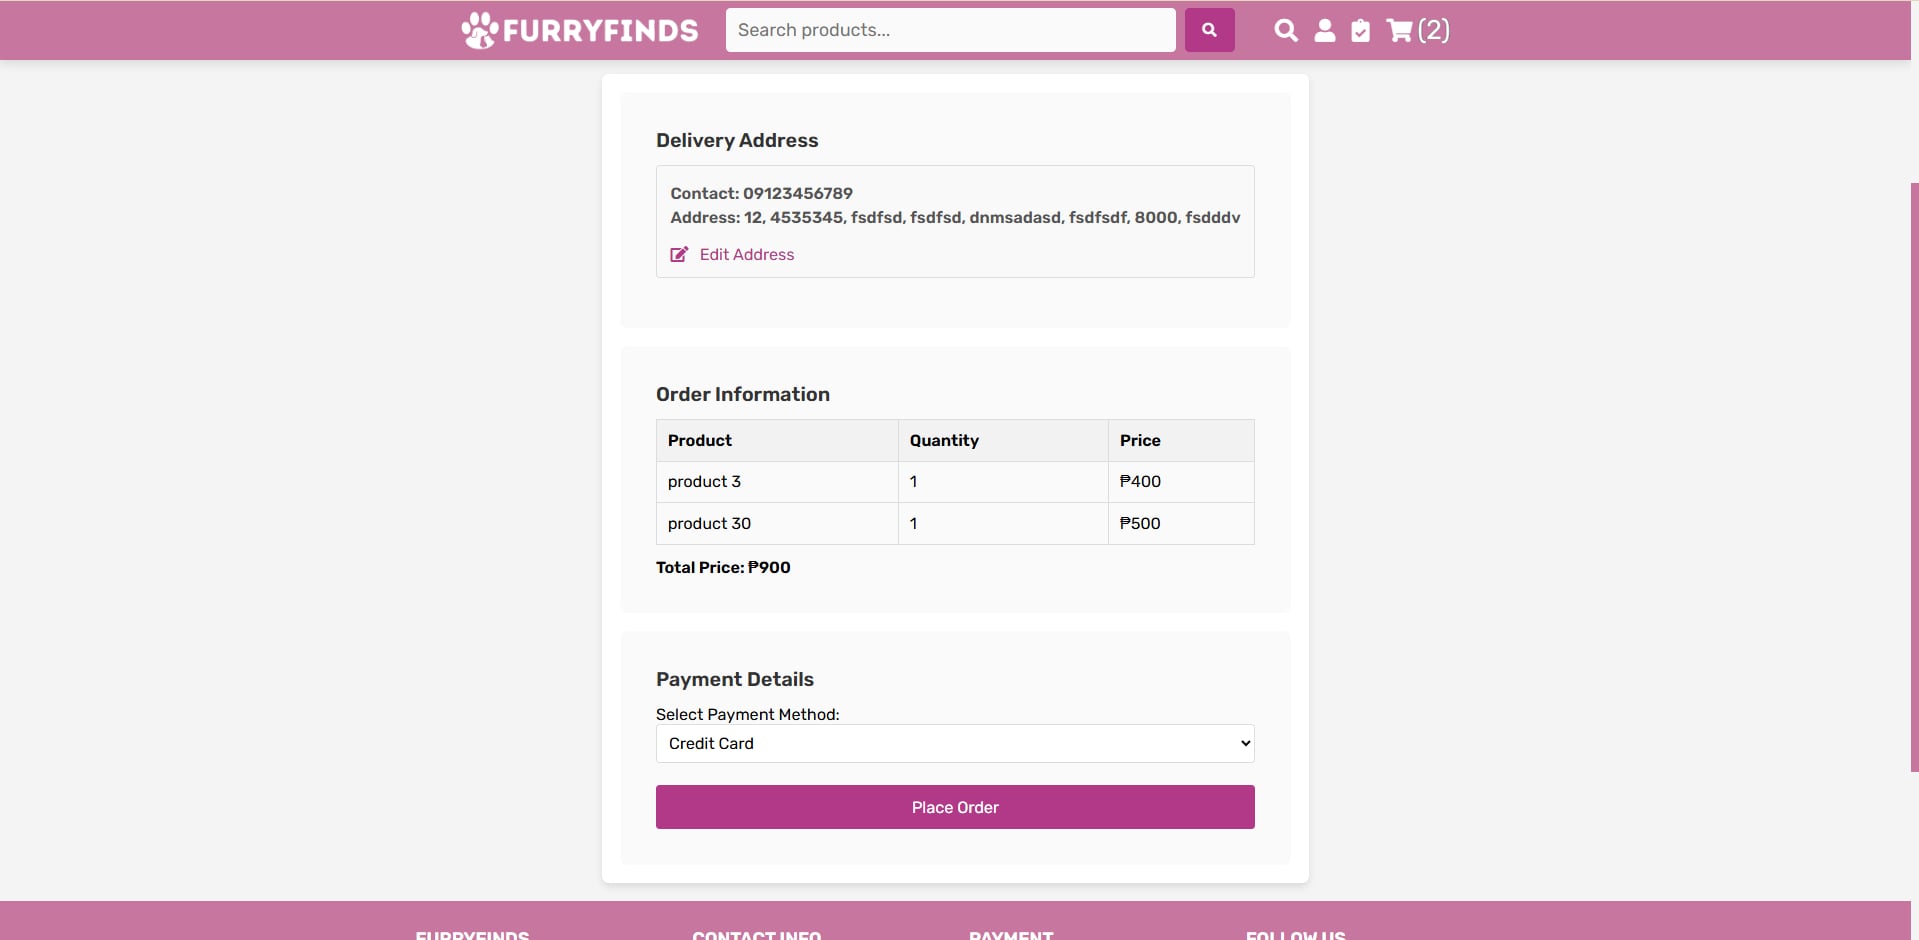 FURRYFINDS
Search products...
(2)
Delivery Address
Contact: 09123456789
Address: 12, 4535345, fsdfsd, fsdfsd, dnmsadasd, fsdfsdf, 8000, fsdddv
Edit Address
Order Information
Product Quantity Price
product 3 1 ₱400
product 30 1 ₱500
Total Price: ₱900
Payment Details
Select Payment Method:
Credit Card
Place Order
FURRYFINDS CONTACT INFO PAYMENT FOLLOW US